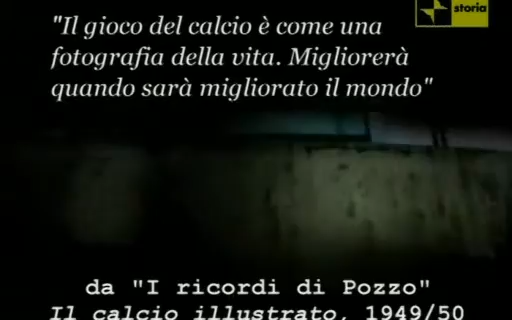 storia
"Il gioco del calcio è come una
fotografia della vita. Migliorerà
quando sarà migliorato il mondo"
da "I ricordi di Pozzo"
Il calcio illustrato, 1949/50